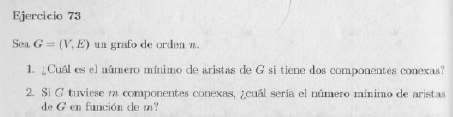 Ejercicio 73
Sea G = (V, E) un grafo de orden n.
1. ¿Cuál es el número mínimo de aristas de G si tiene dos componentes conexas?
2. Si G tuviese m componentes conexas, ¿cuál sería el número mínimo de aristas
de G en función de m?